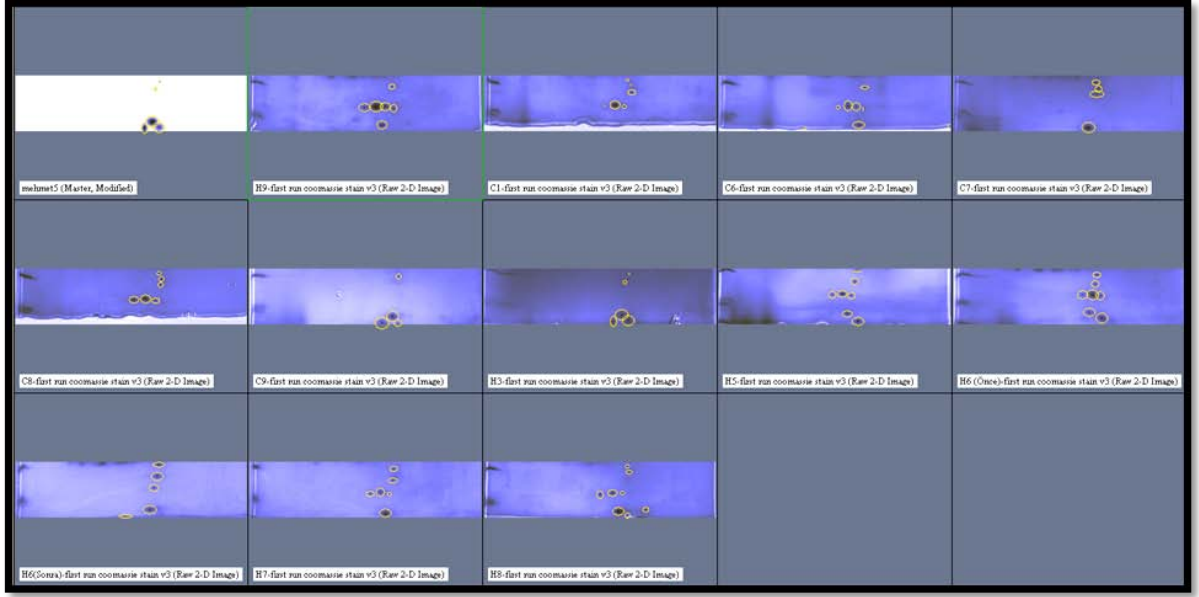 mehmet5 (Master, Modified)
H9-first run coomassie stain v3 (Raw 2-D Image)
C1-first run coomassie stain v3 (Raw 2-D Image)
C6-first run coomassie stain v3 (Raw 2-D Image)
C7-first run coomassie stain v3 (Raw 2-D Image)
C8-first run coomassie stain v3 (Raw 2-D Image)
C9-first run coomassie stain v3 (Raw 2-D Image)
H3-first run coomassie stain v3 (Raw 2-D Image)
H5-first run coomassie stain v3 (Raw 2-D Image)
H6 (Önce)-first run coomassie stain v3 (Raw 2-D Image)
H6(Sonra)-first run coomassie stain v3 (Raw 2-D Image)
H7-first run coomassie stain v3 (Raw 2-D Image)
H8-first run coomassie stain v3 (Raw 2-D Image)